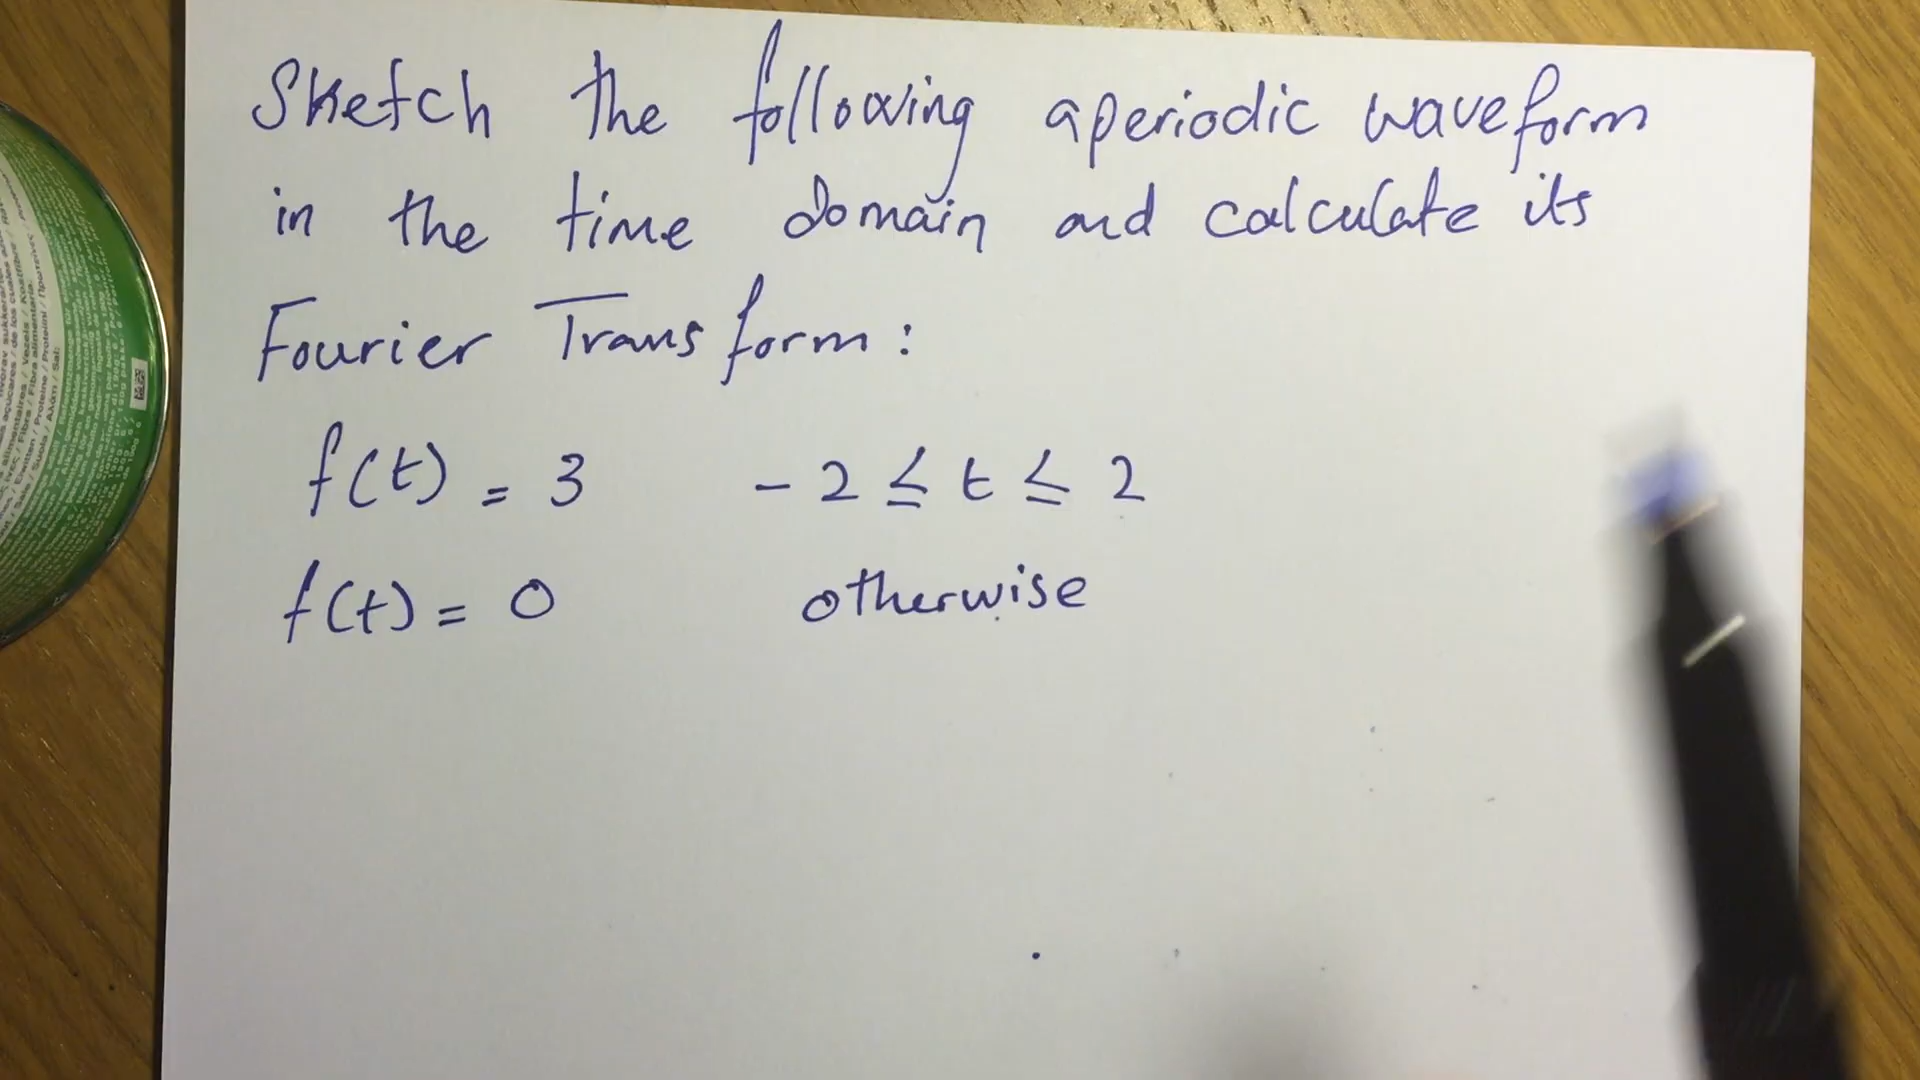 Sketch the following aperiodic waveform
in the time domain and calculate its
Fourier Transform:
f(t) = 3 -2 ≤ t ≤ 2
f(t) = 0 otherwise